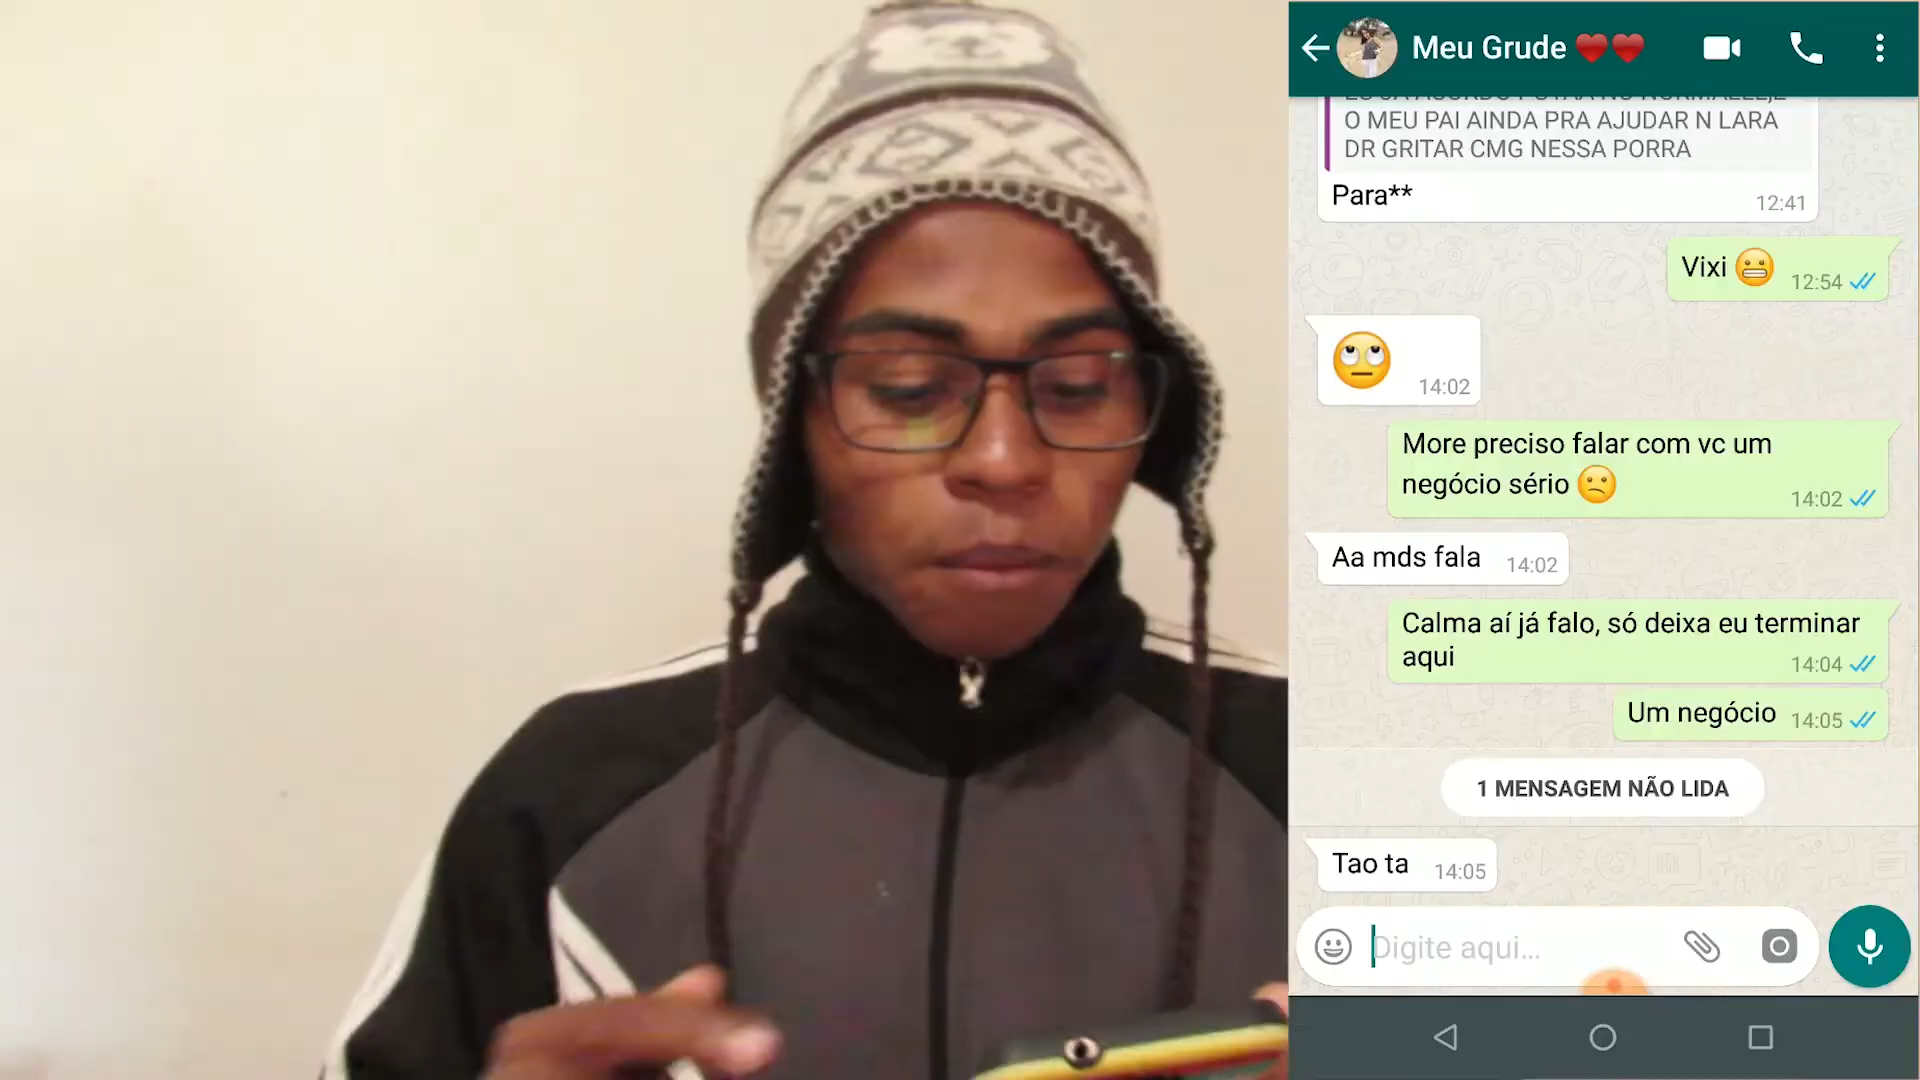 Meu Grude
O MEU PAI AINDA PRA AJUDAR N LARA
DR GRITAR CMG NESSA PORRA
Para**
12:41
Vixi
12:54
14:02
More preciso falar com vc um
negócio sério
14:02
Aa mds fala
14:02
Calma aí já falo, só deixa eu terminar
aqui
14:04
Um negócio
14:05
1 MENSAGEM NÃO LIDA
Tao ta
14:05
Digite aqui...